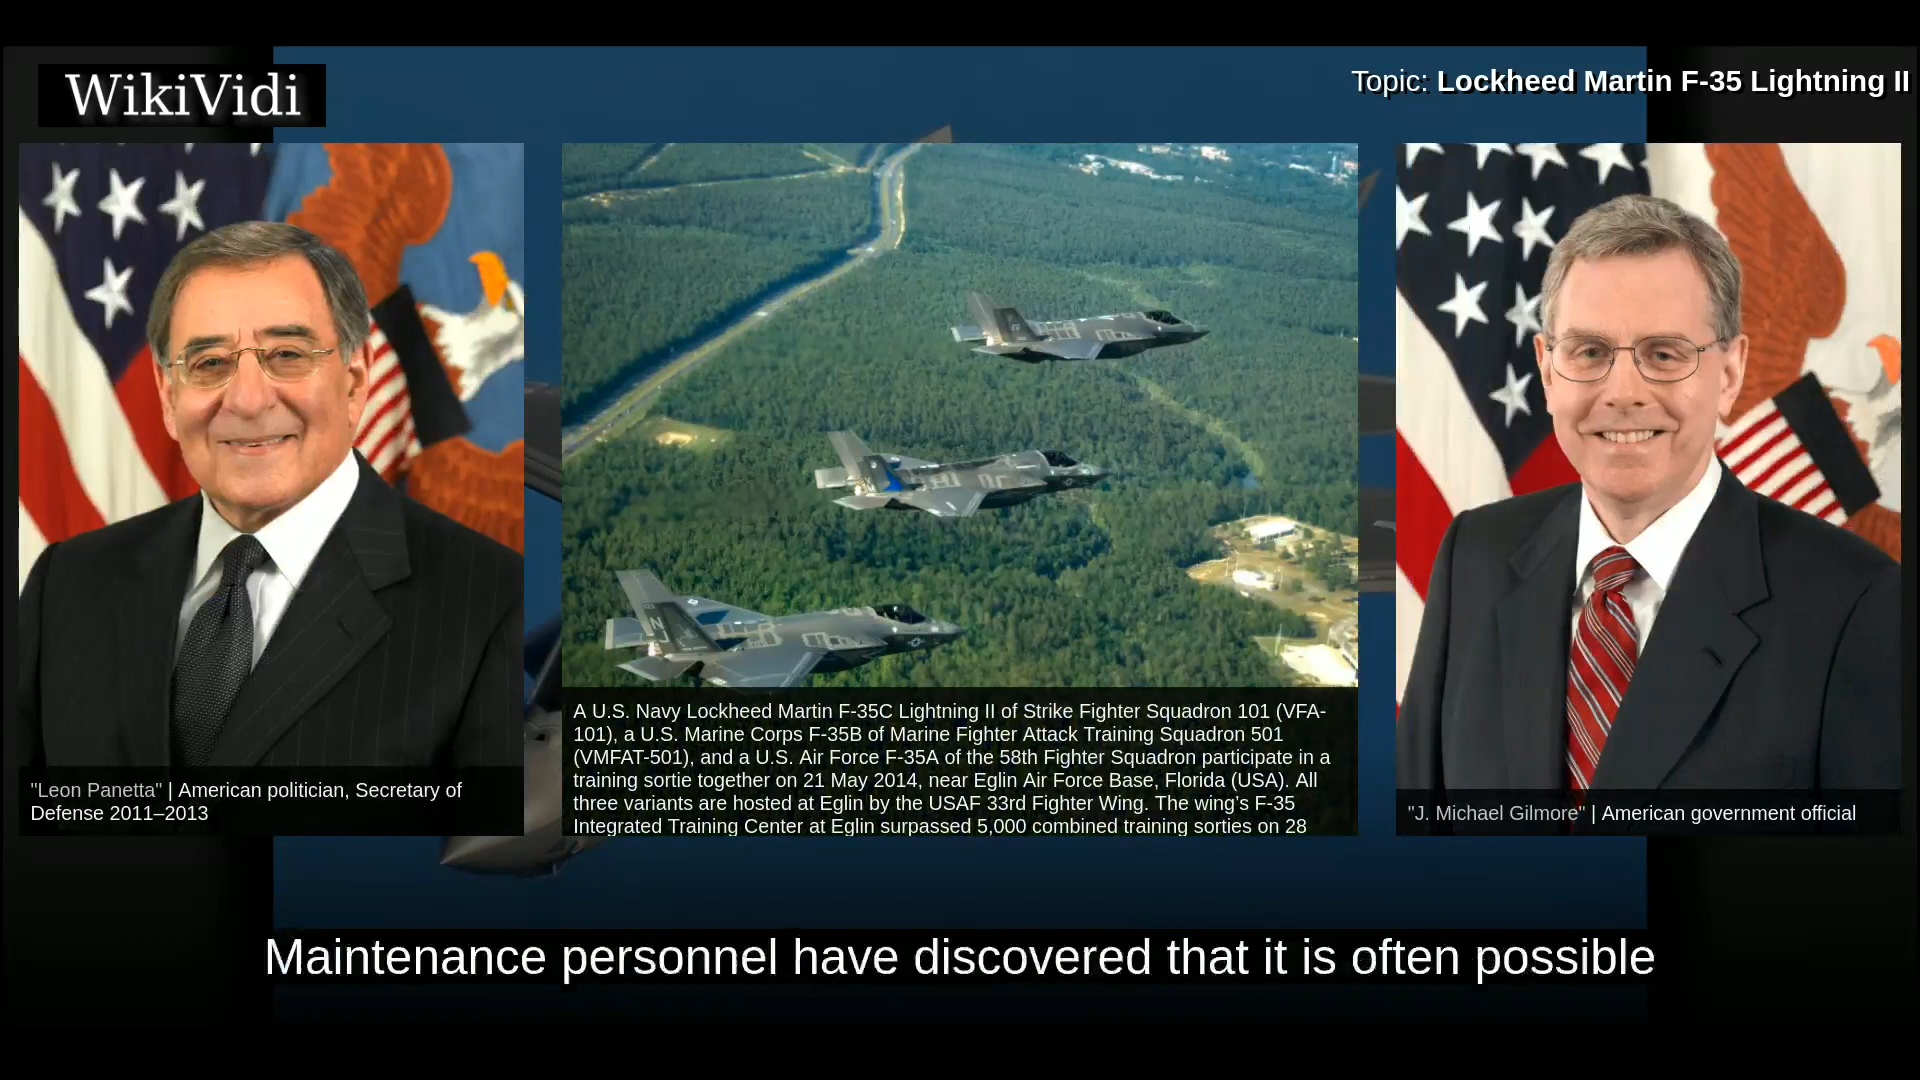 WikiVidi
Topic: Lockheed Martin F-35 Lightning II
"Leon Panetta" | American politician, Secretary of
Defense 2011–2013
A U.S. Navy Lockheed Martin F-35C Lightning II of Strike Fighter Squadron 101 (VFA-
101), a U.S. Marine Corps F-35B of Marine Fighter Attack Training Squadron 501
(VMFAT-501), and a U.S. Air Force F-35A of the 58th Fighter Squadron participate in a
training sortie together on 21 May 2014, near Eglin Air Force Base, Florida (USA). All
three variants are hosted at Eglin by the USAF 33rd Fighter Wing. The wing's F-35
Integrated Training Center at Eglin surpassed 5,000 combined training sorties on 28
"J. Michael Gilmore" | American government official
Maintenance personnel have discovered that it is often possible